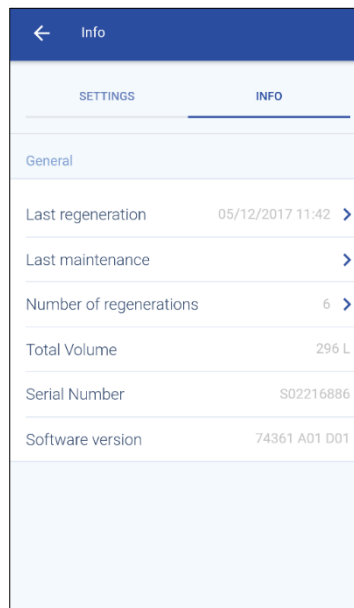 Info
SETTINGS INFO
General
Last regeneration 05/12/2017 11:42
Last maintenance
Number of regenerations 6
Total Volume 296 L
Serial Number S02216886
Software version 74361 A01 D01